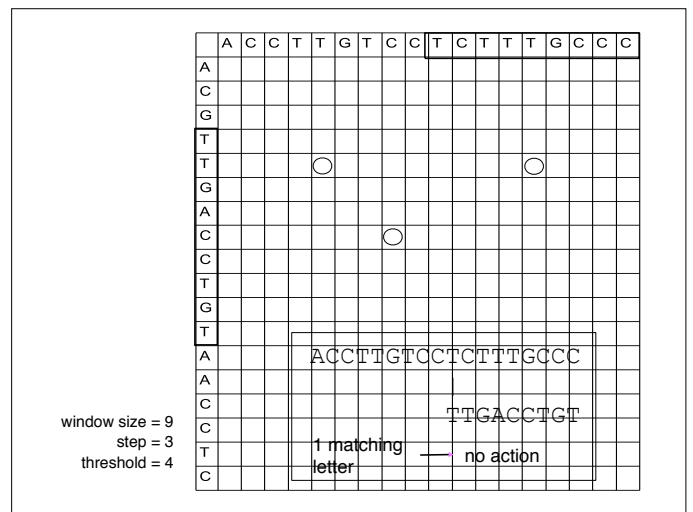 A C C T T G T C C T C T T T G C C C
A
C
G
T
T
G
A
C
C
T
G
T
A
A
C
C
T
C
ACCTTGTCCTCTTTGCCC
TTGACCTGT
1 matching
letter
no action
window size = 9
step = 3
threshold = 4